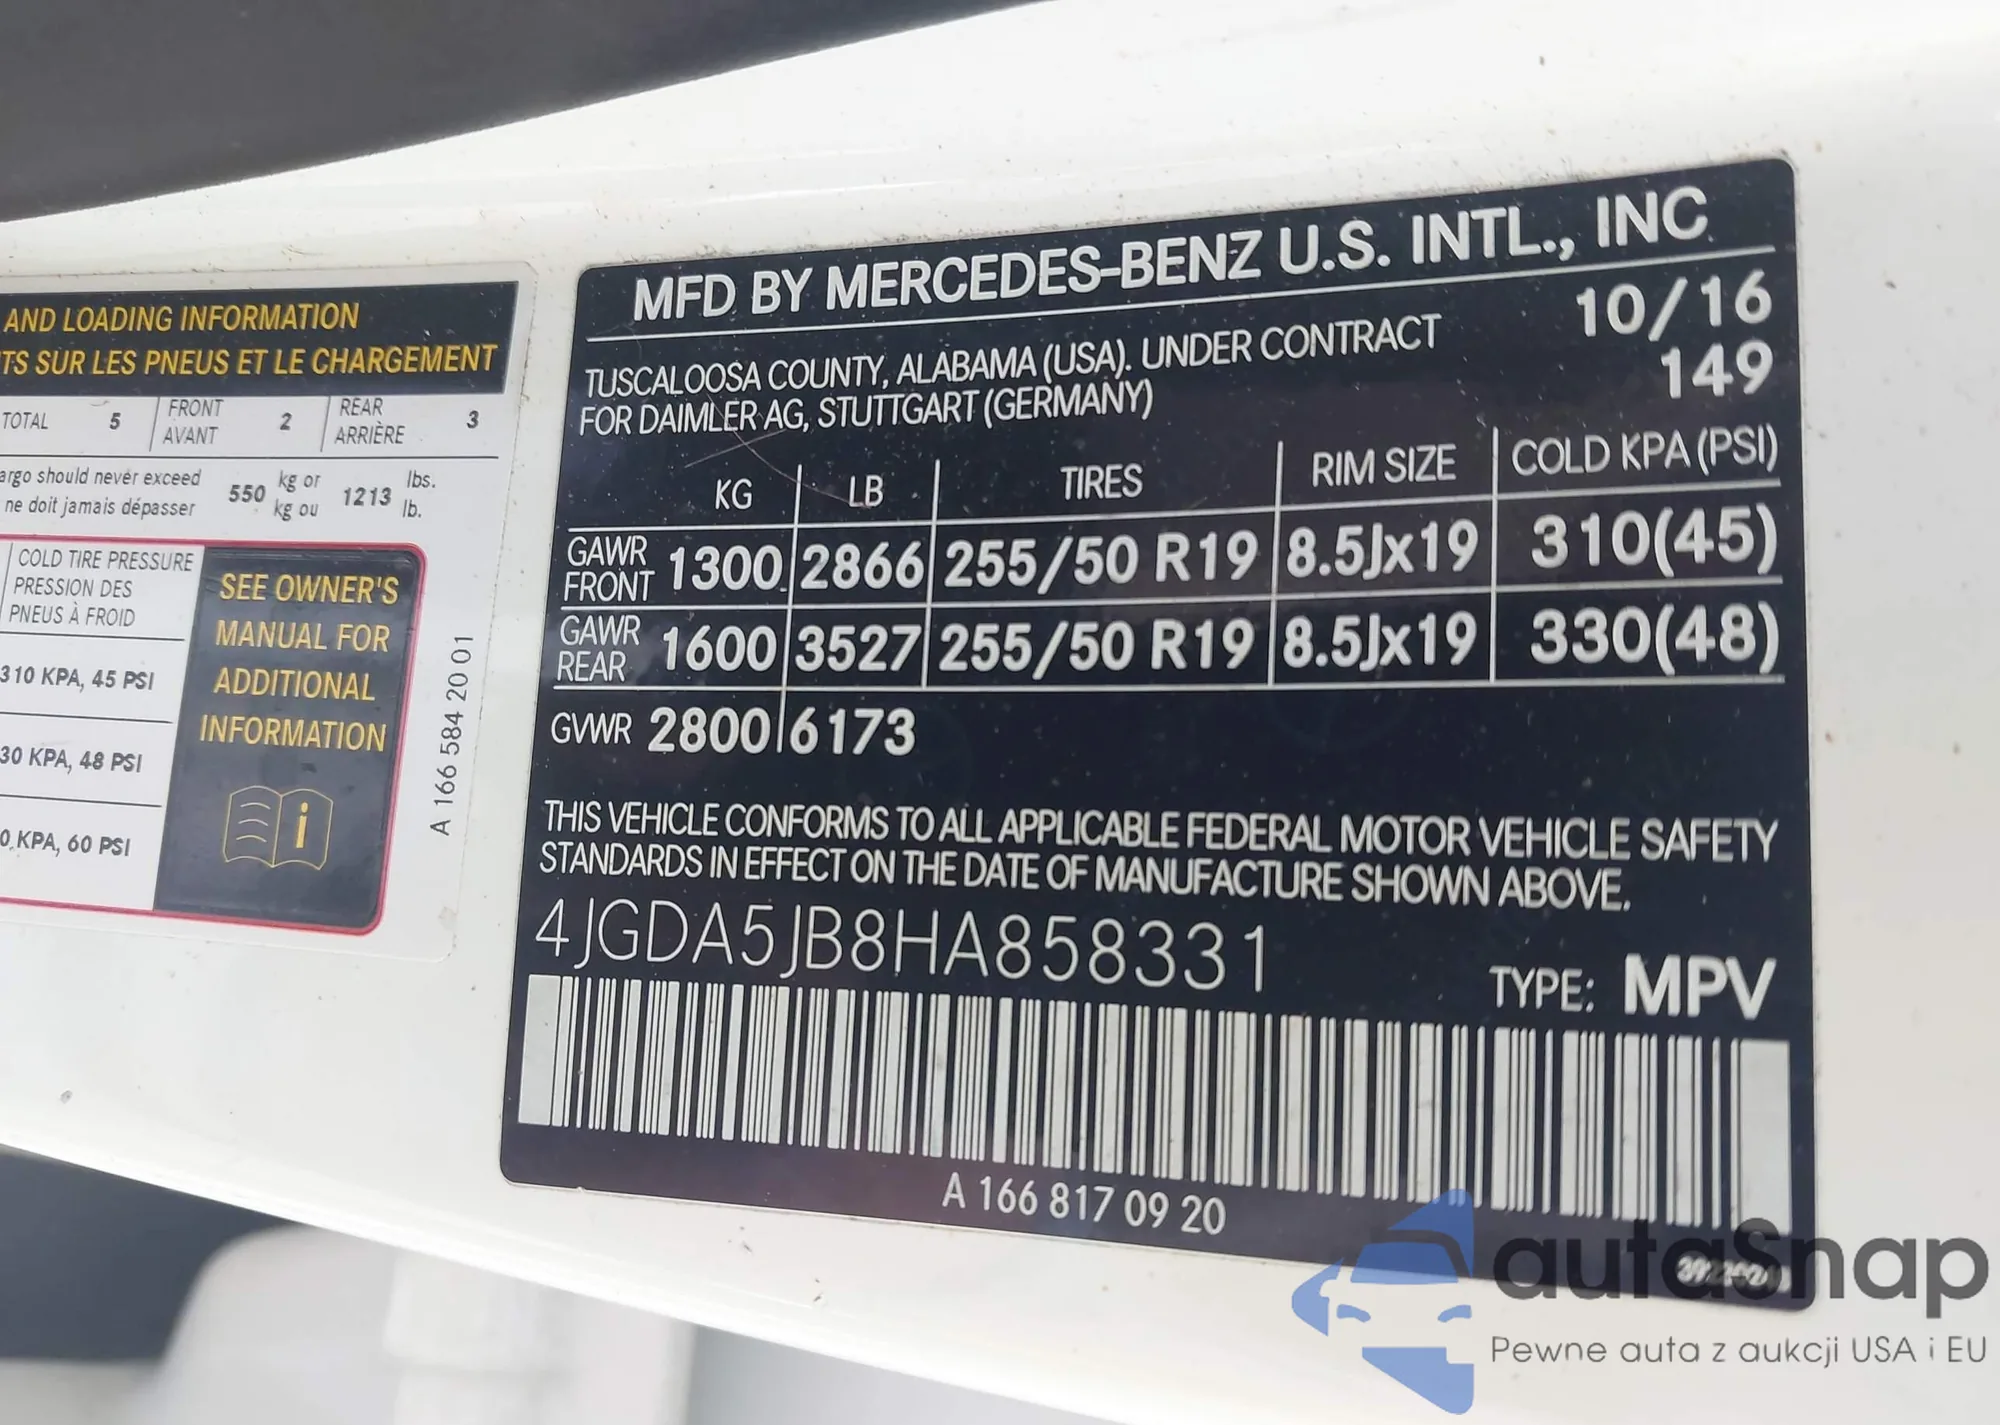 AND LOADING INFORMATION
TS SUR LES PNEUS ET LE CHARGEMENT
TOTAL 5 FRONT AVANT 2 REAR ARRIÈRE 3
argo should never exceed
ne doit jamais dépasser
550 kg or kg ou 1213 lbs. lb.
COLD TIRE PRESSURE
PRESSION DES
PNEUS À FROID
310 KPA, 45 PSI
30 KPA, 48 PSI
0 KPA, 60 PSI
SEE OWNER'S
MANUAL FOR
ADDITIONAL
INFORMATION
i
A 166 584 20 01
MFD BY MERCEDES-BENZ U.S. INTL., INC
TUSCALOOSA COUNTY, ALABAMA (USA). UNDER CONTRACT
FOR DAIMLER AG, STUTTGART (GERMANY)
10/16
149
KG LB TIRES RIM SIZE COLD KPA (PSI)
GAWR FRONT 1300 2866 255/50 R19 8.5Jx19 310(45)
GAWR REAR 1600 3527 255/50 R19 8.5Jx19 330(48)
GVWR 2800 6173
THIS VEHICLE CONFORMS TO ALL APPLICABLE FEDERAL MOTOR VEHICLE SAFETY
STANDARDS IN EFFECT ON THE DATE OF MANUFACTURE SHOWN ABOVE.
4JGDA5JB8HA858331
TYPE: MPV
A 166 817 09 20
autaSnap
Pewne auta z aukcji USA i EU